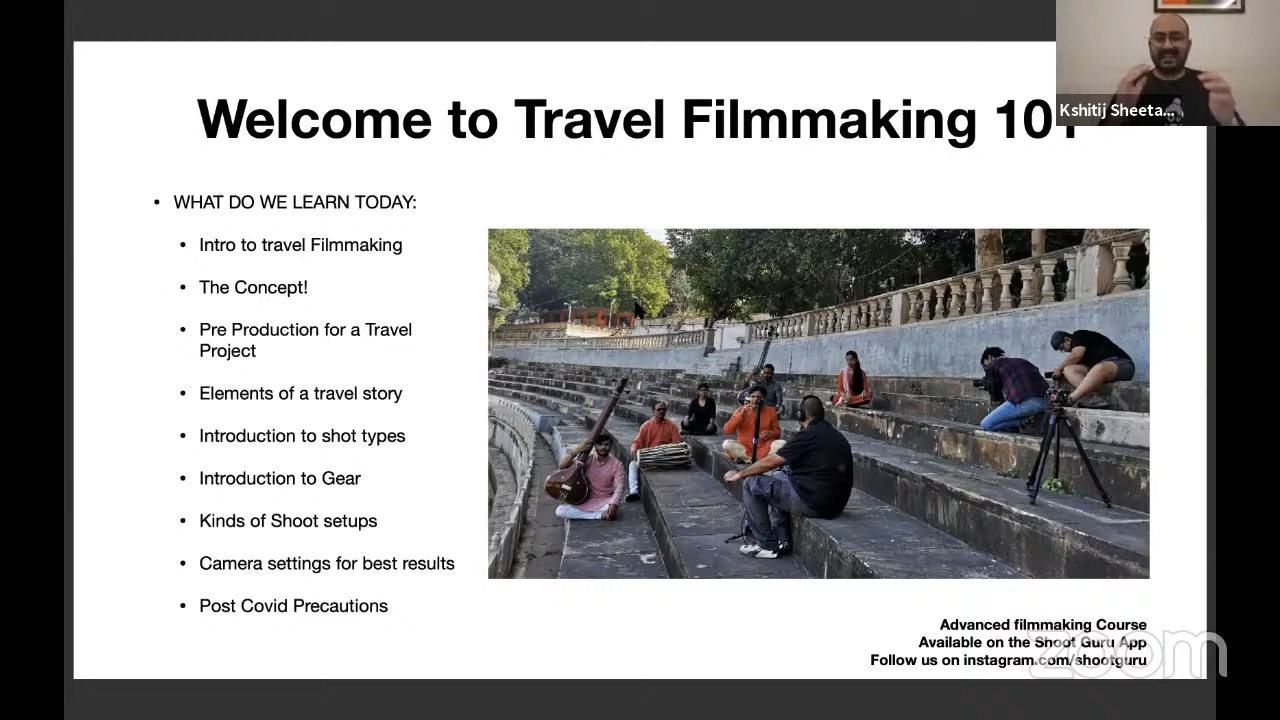 Welcome to Travel Filmmaking 101
Kshitij Sheeta...
• WHAT DO WE LEARN TODAY:
• Intro to travel Filmmaking
• The Concept!
• Pre Production for a Travel
Project
• Elements of a travel story
• Introduction to shot types
• Introduction to Gear
• Kinds of Shoot setups
• Camera settings for best results
• Post Covid Precautions
Advanced filmmaking Course
Available on the Shoot Guru App
Follow us on instagram.com/shootguru
zoom